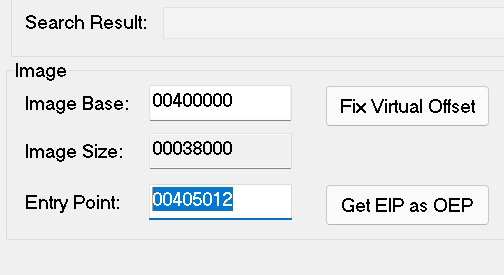 Search Result:
Image
Image Base: 00400000 Fix Virtual Offset
Image Size: 00038000
Entry Point: 00405012 Get EIP as OEP